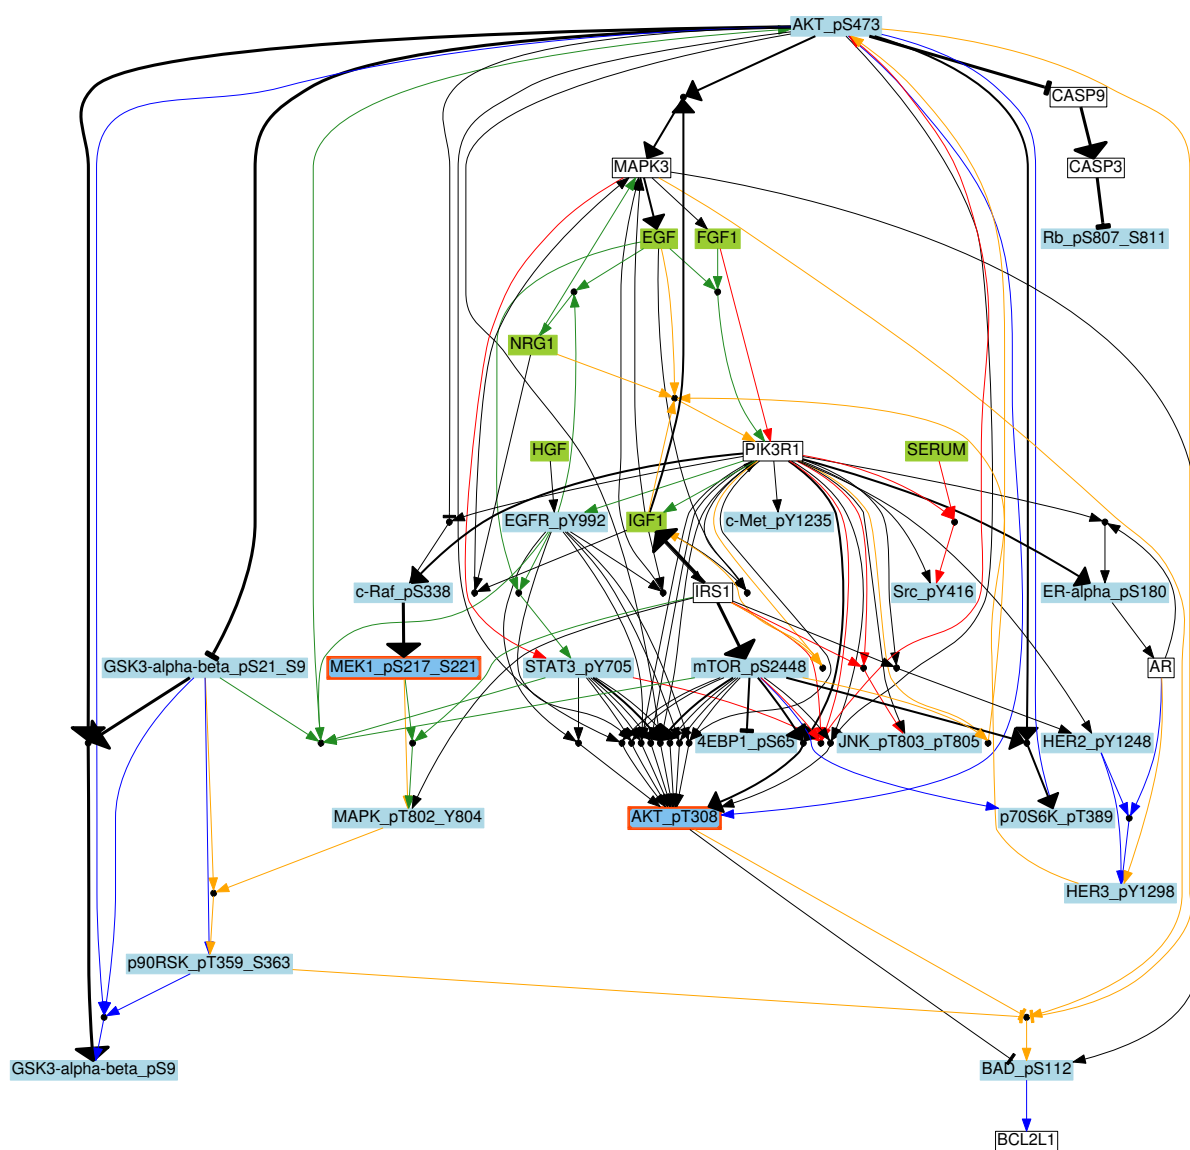 AKT_pS473
CASP9
MAPK3
CASP3
EGF
FGF1
Rb_pS807_S811
NRG1
HGF
PIK3R1
SERUM
EGFR_pY992
IGF1
c-Met_pY1235
c-Raf_pS338
IRS1
Src_pY416
ER-alpha_pS180
GSK3-alpha-beta_pS21_S9
MEK1_pS217_S221
STAT3_pY705
mTOR_pS2448
AR
4EBP1_pS65
JNK_pT803_pT805
HER2_pY1248
MAPK_pT802_Y804
AKT_pT308
p70S6K_pT389
HER3_pY1298
p90RSK_pT359_S363
GSK3-alpha-beta_pS9
BAD_pS112
BCL2L1